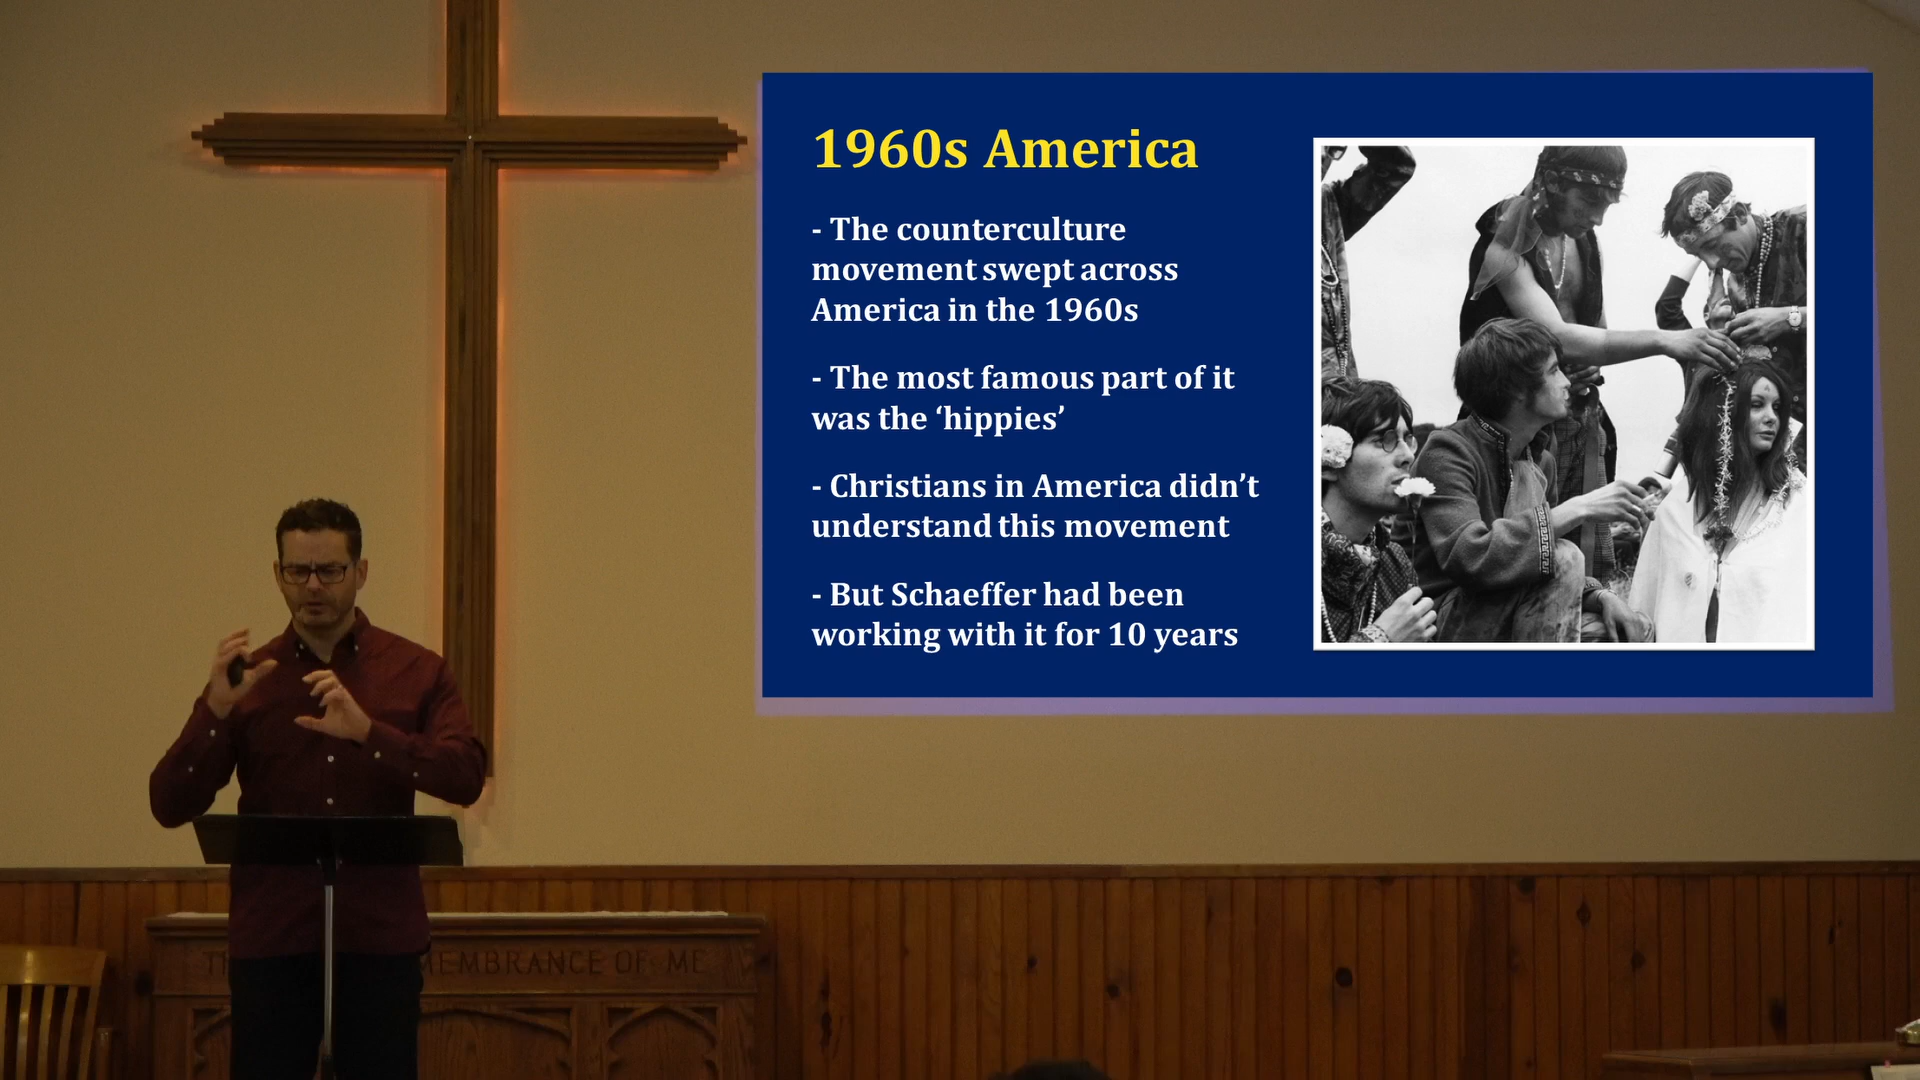 1960s America
- The counterculture
movement swept across
America in the 1960s
- The most famous part of it
was the ‘hippies’
- Christians in America didn’t
understand this movement
- But Schaeffer had been
working with it for 10 years
OF ME